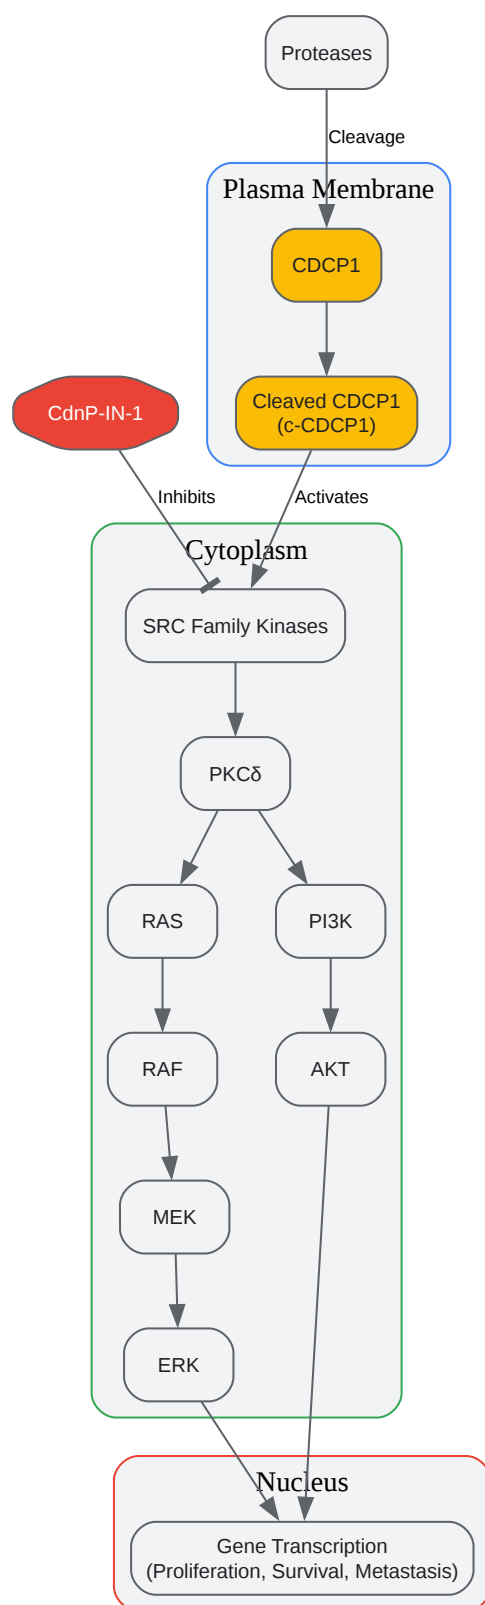 Proteases
Cleavage
Plasma Membrane
CDCP1
Cleaved CDCP1
(c-CDCP1)
CdnP-IN-1
Inhibits
Activates
Cytoplasm
SRC Family Kinases
PKCδ
RAS
PI3K
RAF
AKT
MEK
ERK
Nucleus
Gene Transcription
(Proliferation, Survival, Metastasis)